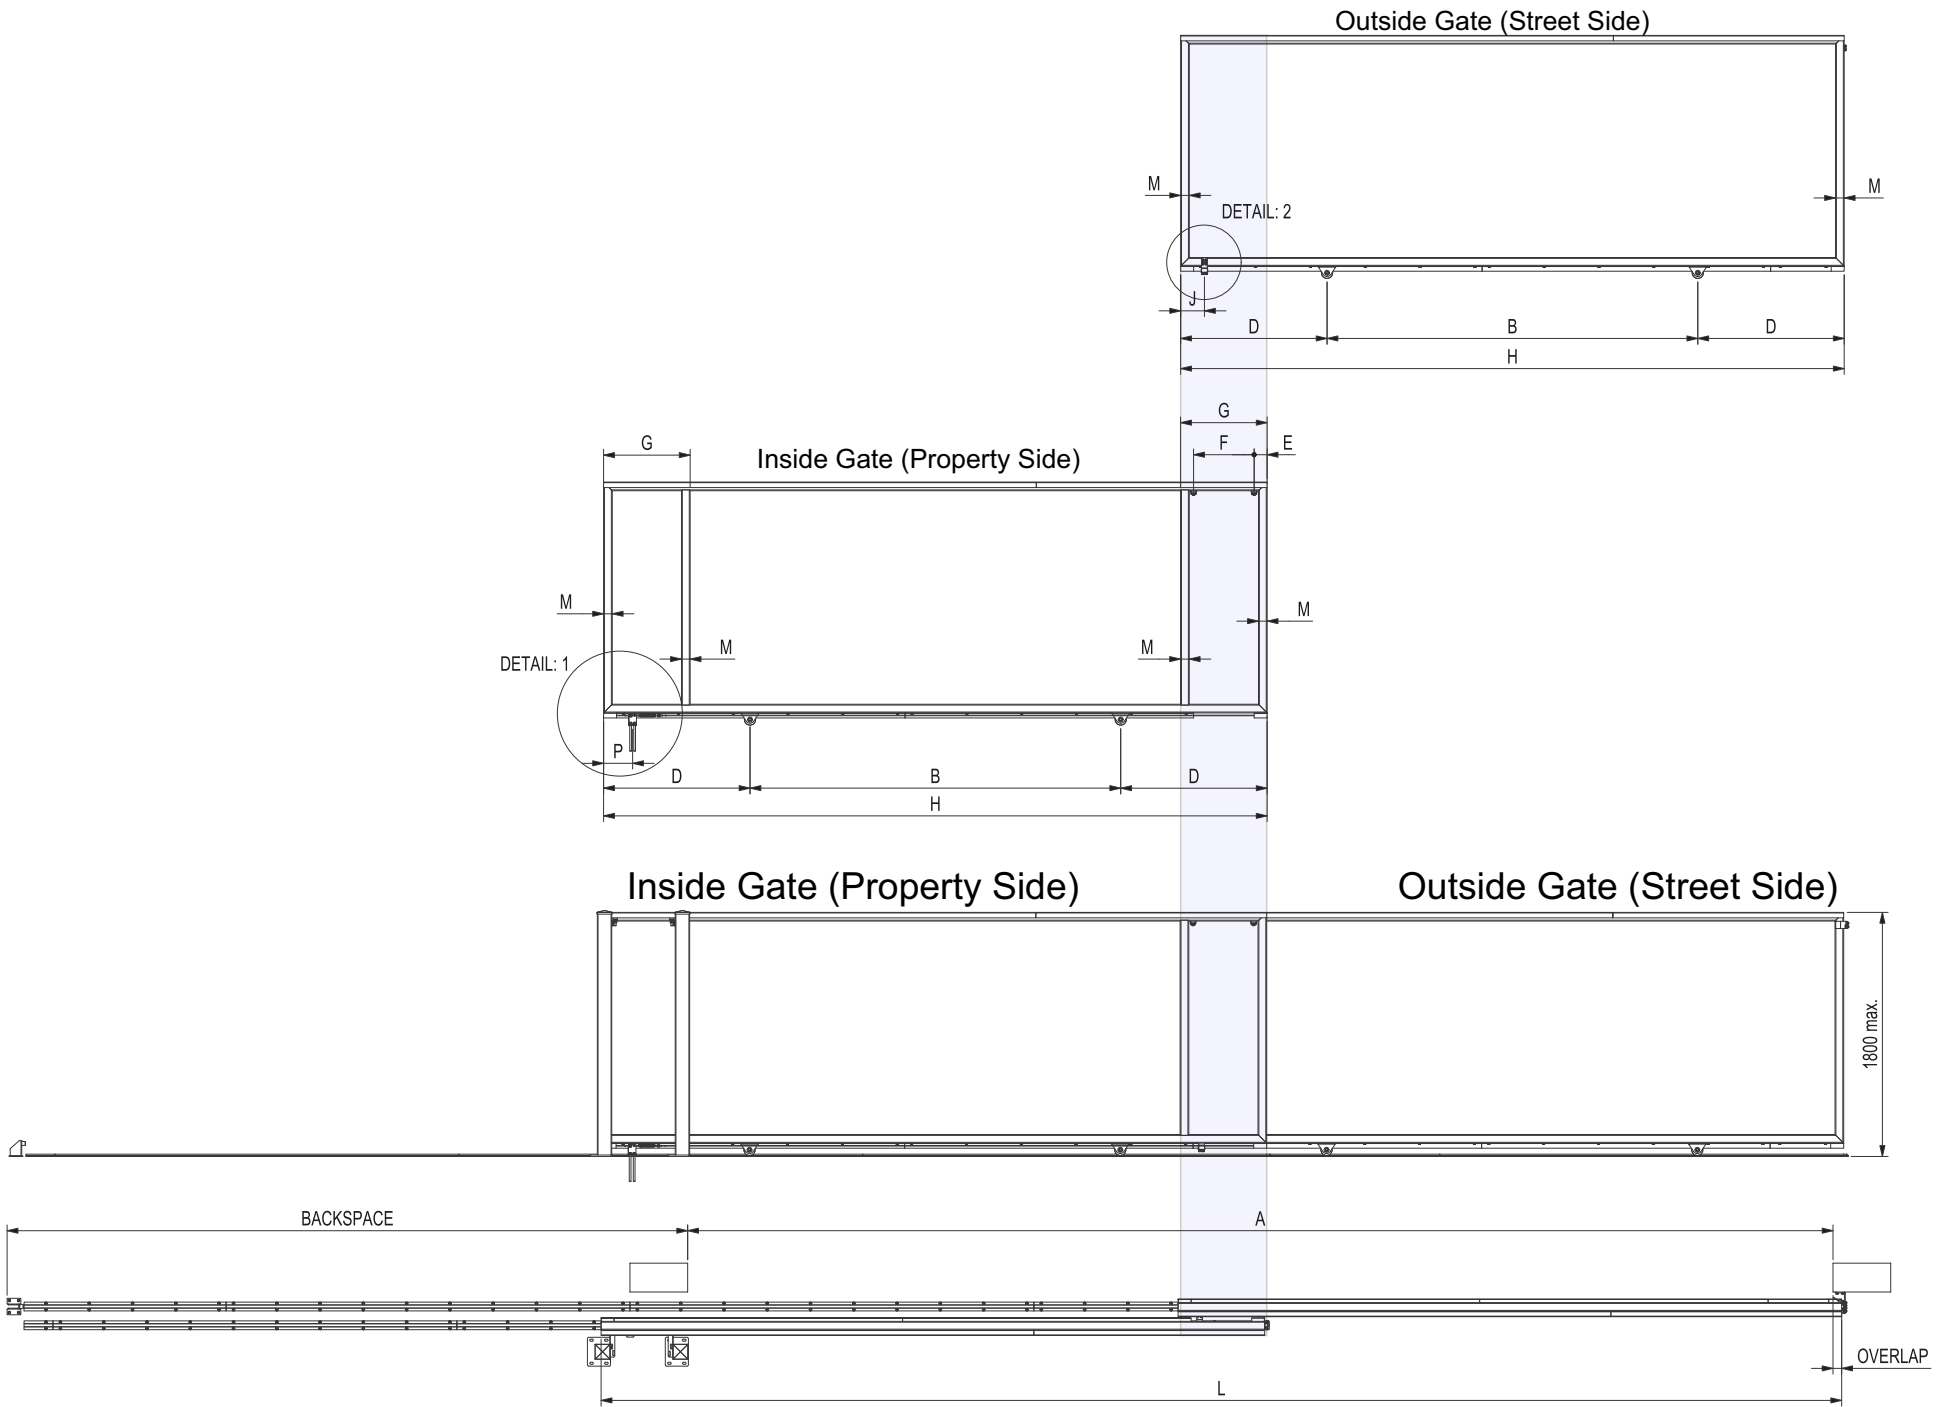 Outside Gate (Street Side)
M
M
DETAIL: 2
J
D B D
H
G
G F E
Inside Gate (Property Side)
M
M
M M
DETAIL: 1
P
D B D
H
Inside Gate (Property Side) Outside Gate (Street Side)
1800 max.
BACKSPACE A
OVERLAP
L